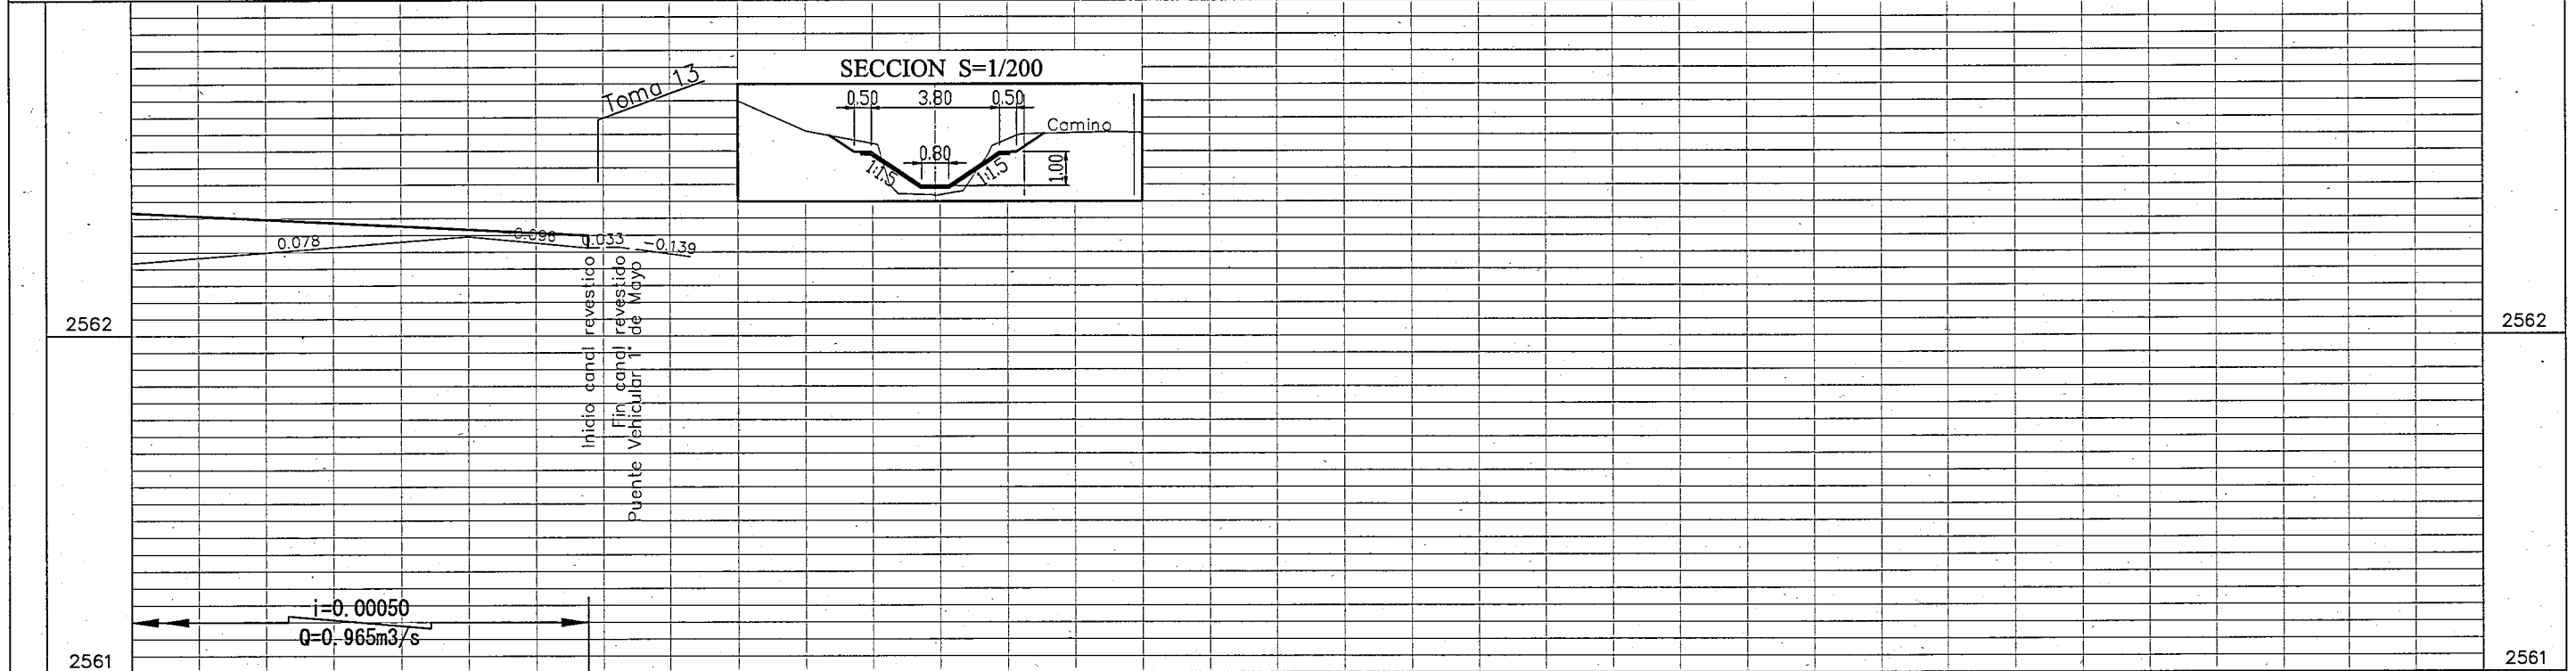 SECCION S=1/200
Toma 13
0.50 3.80 0.50
Camino
0.80
1:1.5
1:1.5
1.00
0.078
-0.096
0.033
-0.139
Inicio canal revestido
Fin canal revestido
Puente Vehicular 1° de Mayo
2562
2562
i=0.00050
Q=0.965m3/s
2561
2561